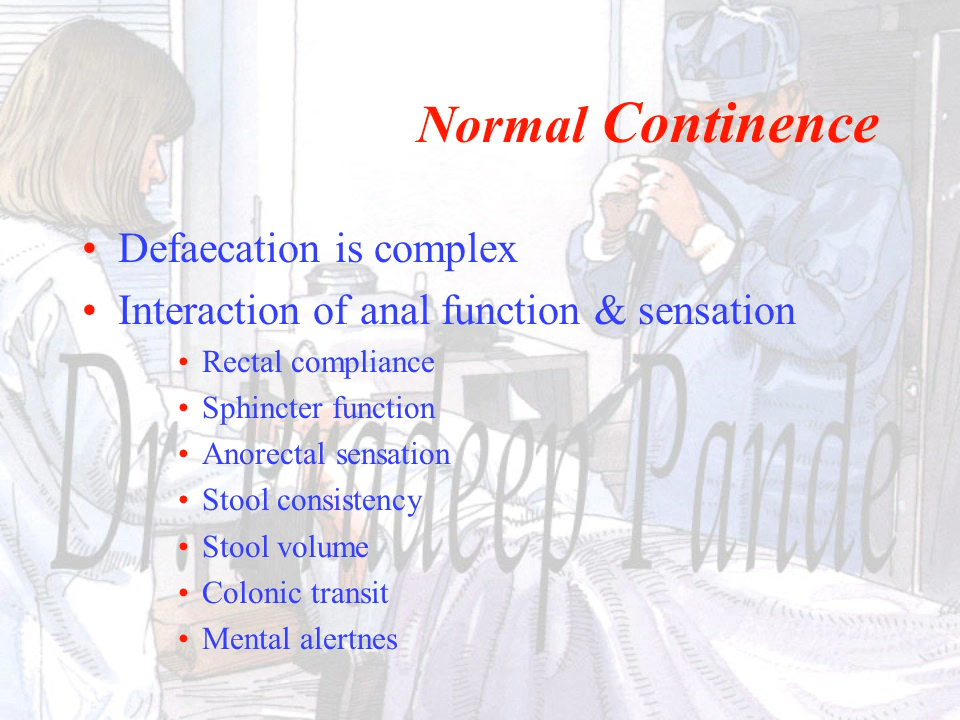 Normal Continence
• Defaecation is complex
• Interaction of anal function & sensation
• Rectal compliance
• Sphincter function
• Anorectal sensation
• Stool consistency
• Stool volume
• Colonic transit
• Mental alertnes
Dr. Pradeep Pande